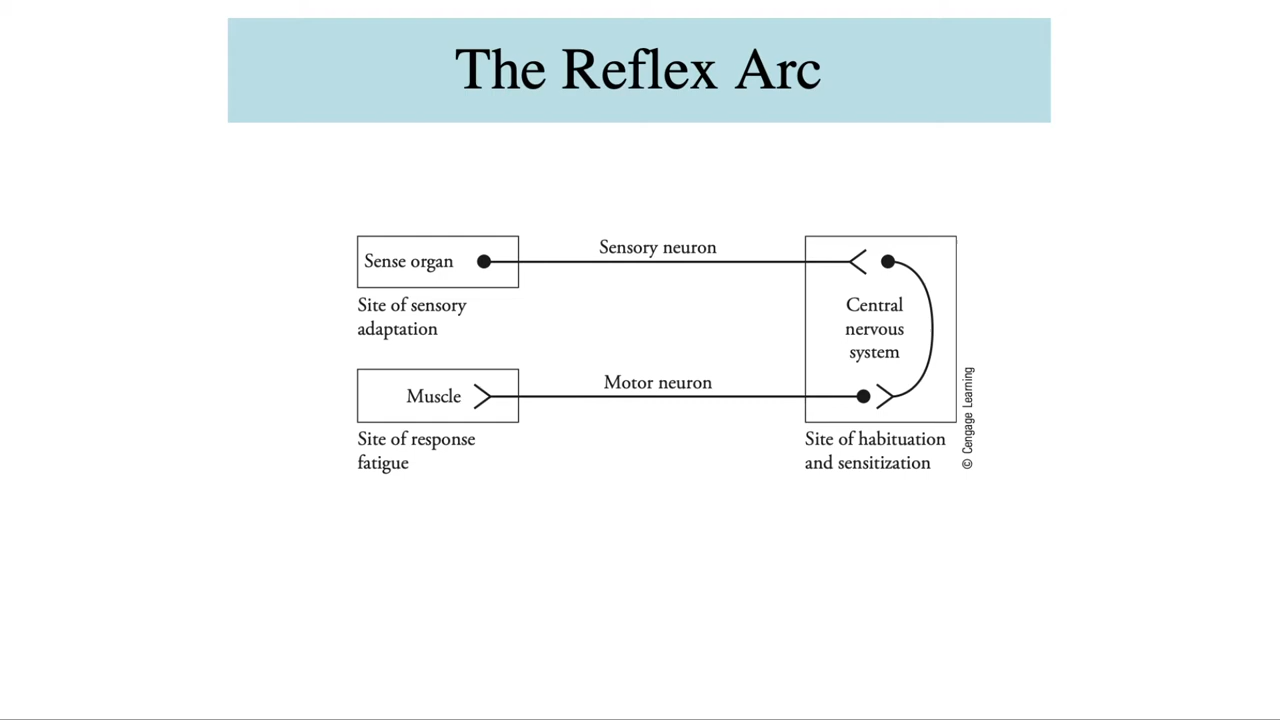 The Reflex Arc
Sensory neuron
Sense organ
Site of sensory
adaptation
Central
nervous
system
Motor neuron
Muscle
Site of response
fatigue
Site of habituation
and sensitization
© Cengage Learning